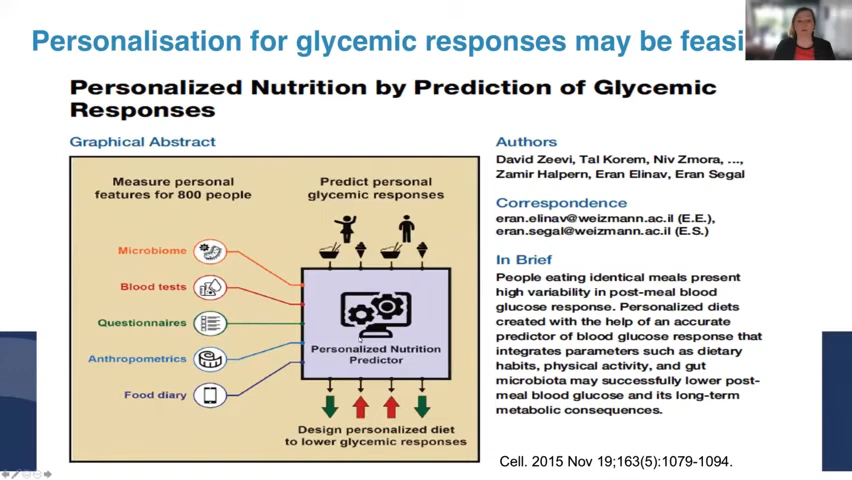 Personalisation for glycemic responses may be feasi
Personalized Nutrition by Prediction of Glycemic
Responses
Graphical Abstract
Measure personal
features for 800 people
Predict personal
glycemic responses
Microbiome
Blood tests
Questionnaires
Anthropometrics
Food diary
Personalized Nutrition
Predictor
Design personalized diet
to lower glycemic responses
Authors
David Zeevi, Tal Korem, Niv Zmora, ...,
Zamir Halpern, Eran Elinav, Eran Segal
Correspondence
eran.elinav@weizmann.ac.il (E.E.),
eran.segal@weizmann.ac.il (E.S.)
In Brief
People eating identical meals present
high variability in post-meal blood
glucose response. Personalized diets
created with the help of an accurate
predictor of blood glucose response that
integrates parameters such as dietary
habits, physical activity, and gut
microbiota may successfully lower post-
meal blood glucose and its long-term
metabolic consequences.
Cell. 2015 Nov 19;163(5):1079-1094.